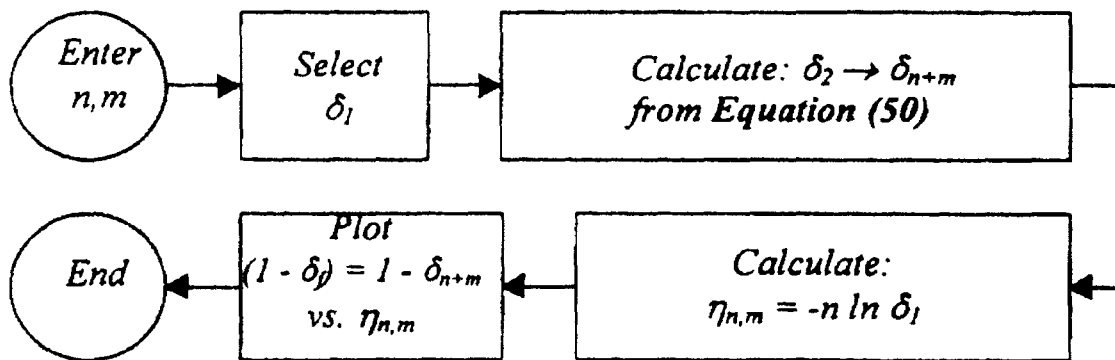 Enter
n,m
Select
δ₁
Calculate: δ₂ → δₙ₊ₘ
from Equation (50)
Plot
(1 - δf) = 1 - δₙ₊ₘ
vs. ηₙ,ₘ
Calculate:
ηₙ,ₘ = -n ln δ₁
End